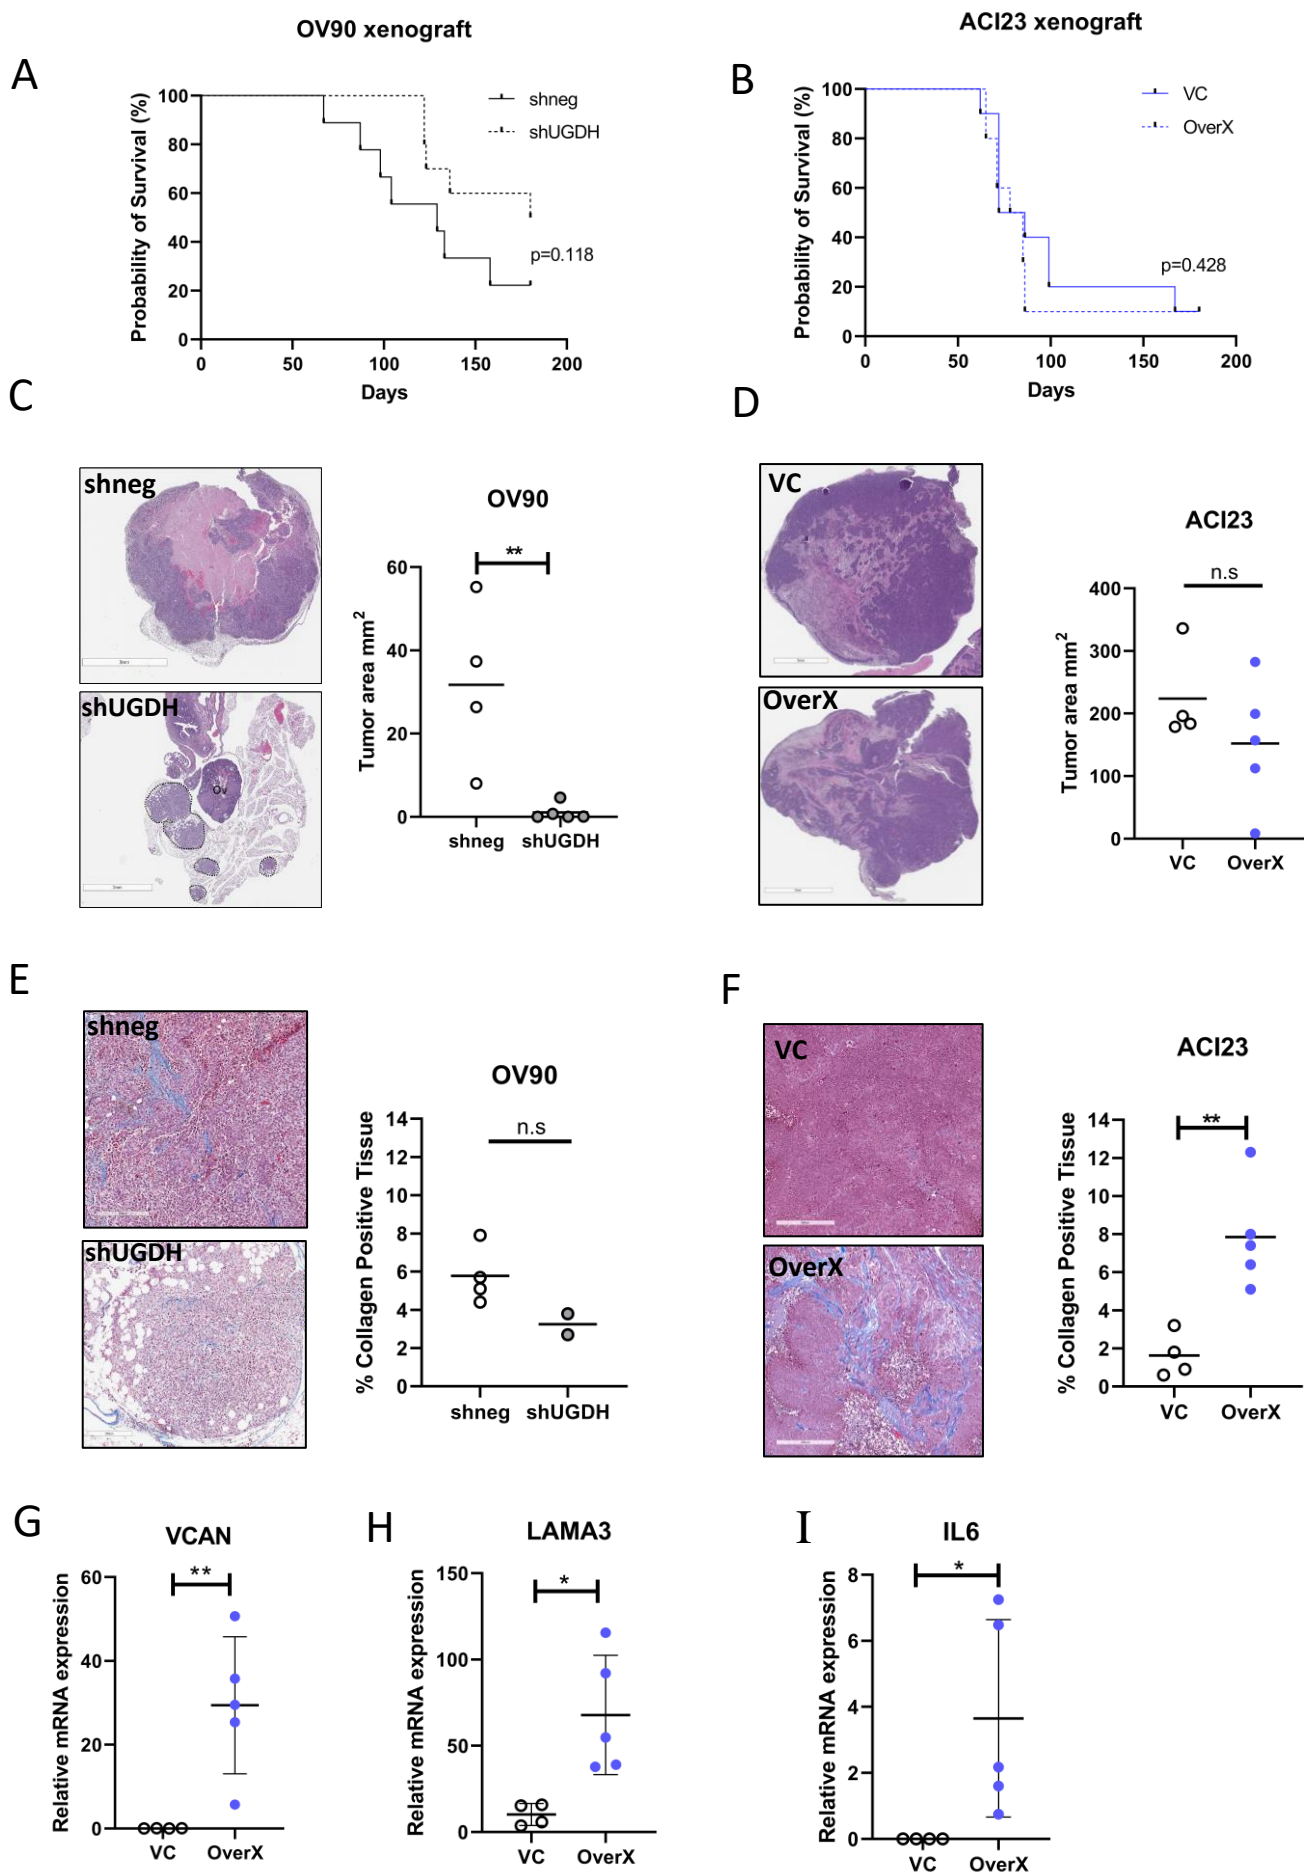 OV90 xenograft
ACI23 xenograft
A
Probability of Survival (%)
100
80
60
40
20
0
0 50 100 150 200
Days
shneg
shUGDH
p=0.118
B
Probability of Survival (%)
100
80
60
40
20
0
0 50 100 150 200
Days
VC
OverX
p=0.428
C
shneg
shUGDH
Ov
OV90
**
Tumor area mm2
60
40
20
0
shneg shUGDH
D
VC
OverX
ACI23
n.s
Tumor area mm2
400
300
200
100
0
VC OverX
E
shneg
shUGDH
OV90
n.s
% Collagen Positive Tissue
14
12
10
8
6
4
2
0
shneg shUGDH
F
VC
OverX
ACI23
**
% Collagen Positive Tissue
14
12
10
8
6
4
2
0
VC OverX
G
VCAN
**
Relative mRNA expression
60
40
20
0
VC OverX
H
LAMA3
*
Relative mRNA expression
150
100
50
0
VC OverX
I
IL6
*
Relative mRNA expression
8
6
4
2
0
VC OverX